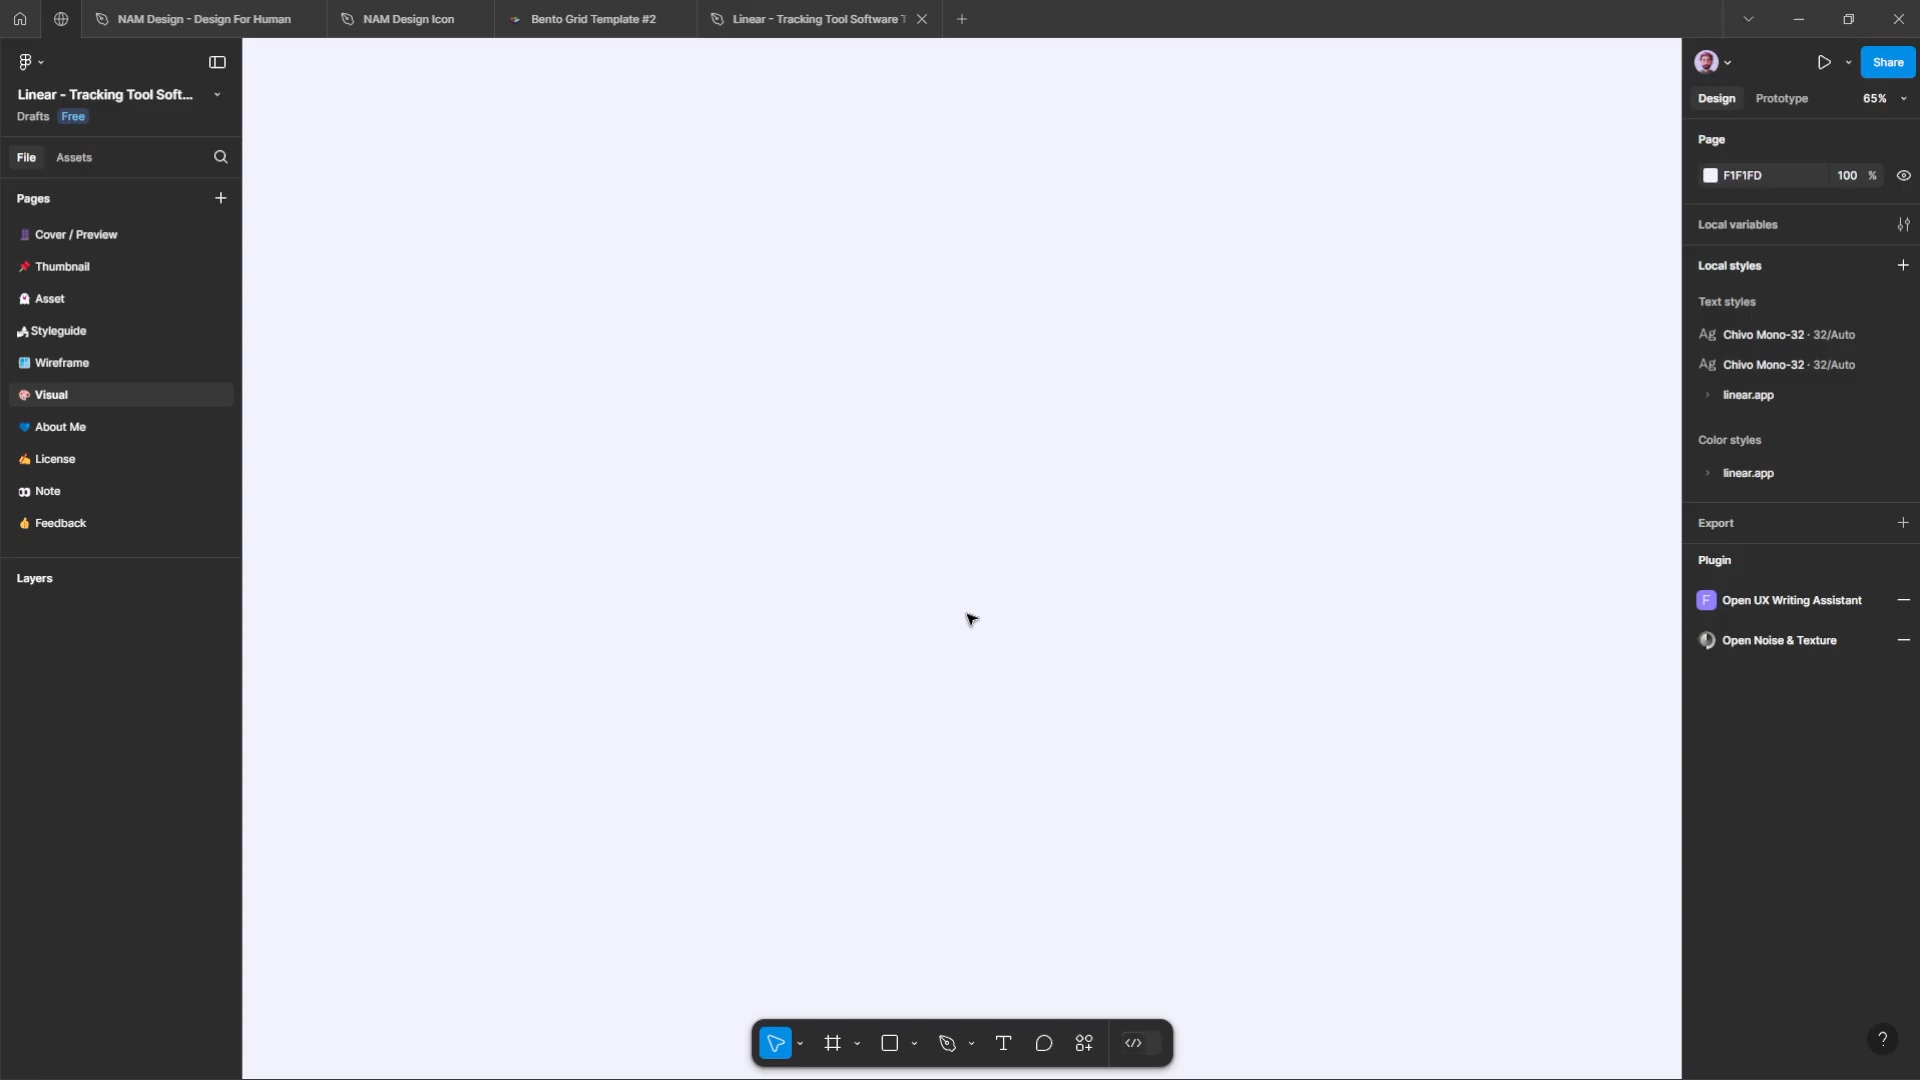 NAM Design - Design For Human
NAM Design Icon
Bento Grid Template #2
Linear - Tracking Tool Software
Linear - Tracking Tool Soft...
Drafts Free
File Assets
Pages
Cover / Preview
Thumbnail
Asset
Styleguide
Wireframe
Visual
About Me
License
Note
Feedback
Layers
Share
Design Prototype 65%
Page
F1F1FD 100 %
Local variables
Local styles
Text styles
Ag Chivo Mono-32 · 32/Auto
Ag Chivo Mono-32 · 32/Auto
linear.app
Color styles
linear.app
Export
Plugin
F Open UX Writing Assistant
Open Noise & Texture
?